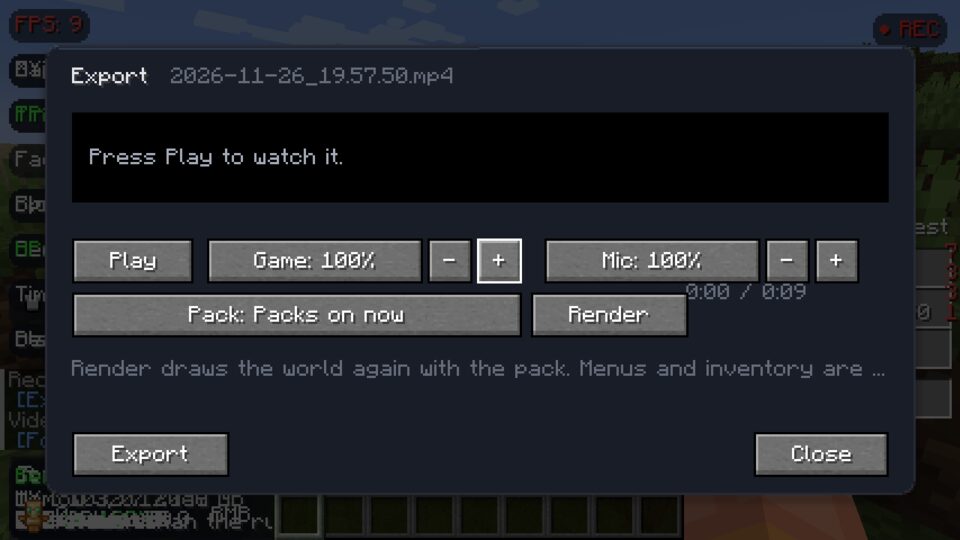 FPS: 9
REC
Export 2026-11-26_19.57.50.mp4
Press Play to watch it.
Play
Game: 100%
-
+
Mic: 100%
-
+
0:00 / 0:09
Pack: Packs on now
Render
Render draws the world again with the pack. Menus and inventory are ...
Export
Close